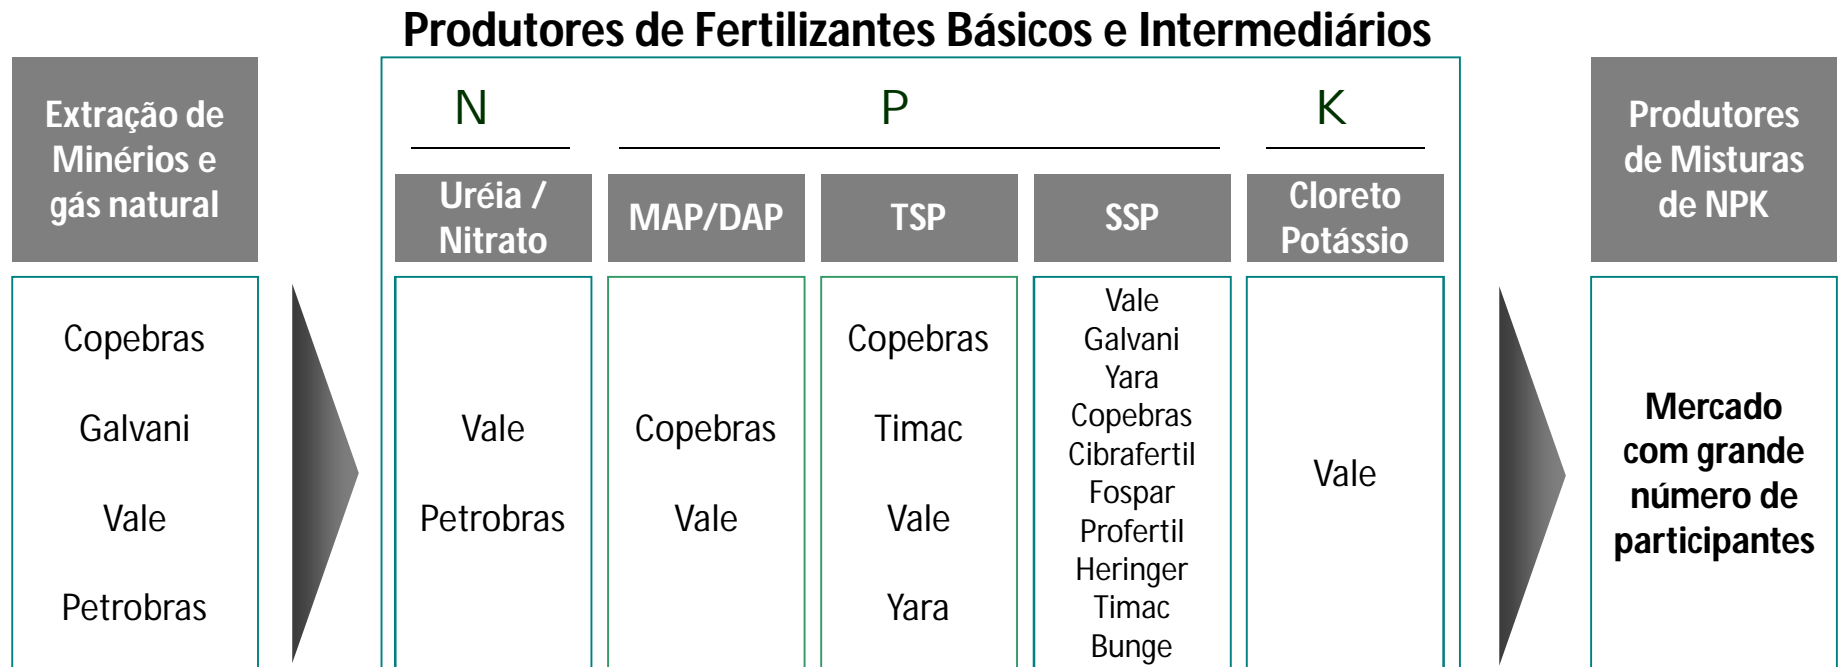 Produtores de Fertilizantes Básicos e Intermediários
Extração de
Minérios e
gás natural
Copebras
Galvani
Vale
Petrobras
N
P
K
Uréia /
Nitrato
Vale
Petrobras
MAP/DAP
Copebras
Vale
TSP
Copebras
Timac
Vale
Yara
SSP
Vale
Galvani
Yara
Copebras
Cibrafertil
Fospar
Profertil
Heringer
Timac
Bunge
Cloreto
Potássio
Vale
Produtores
de Misturas
de NPK
Mercado
com grande
número de
participantes